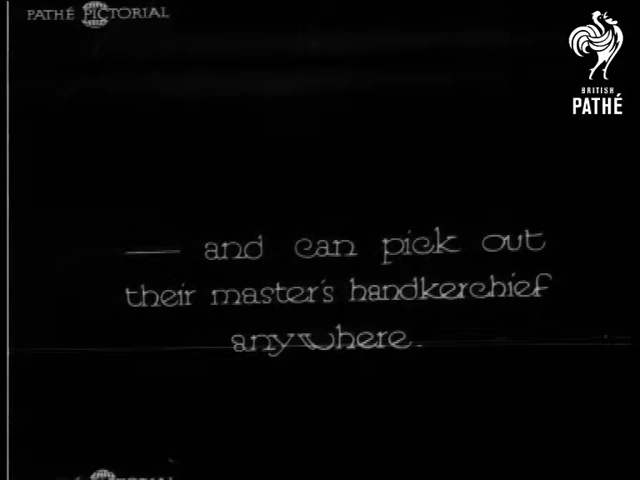 PATHÉ PICTORIAL
BRITISH
PATHÉ
— and can pick out
their master's handkerchief
anywhere.